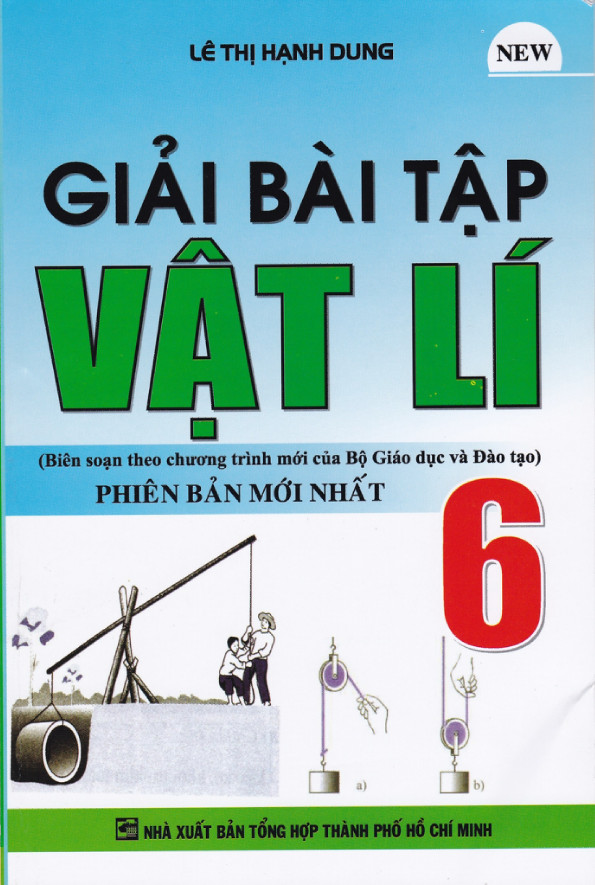 LÊ THỊ HẠNH DUNG
NEW
GIẢI BÀI TẬP
VẬT LÍ
(Biên soạn theo chương trình mới của Bộ Giáo dục và Đào tạo)
PHIÊN BẢN MỚI NHẤT
6
a)
b)
NHÀ XUẤT BẢN TỔNG HỢP THÀNH PHỐ HỒ CHÍ MINH